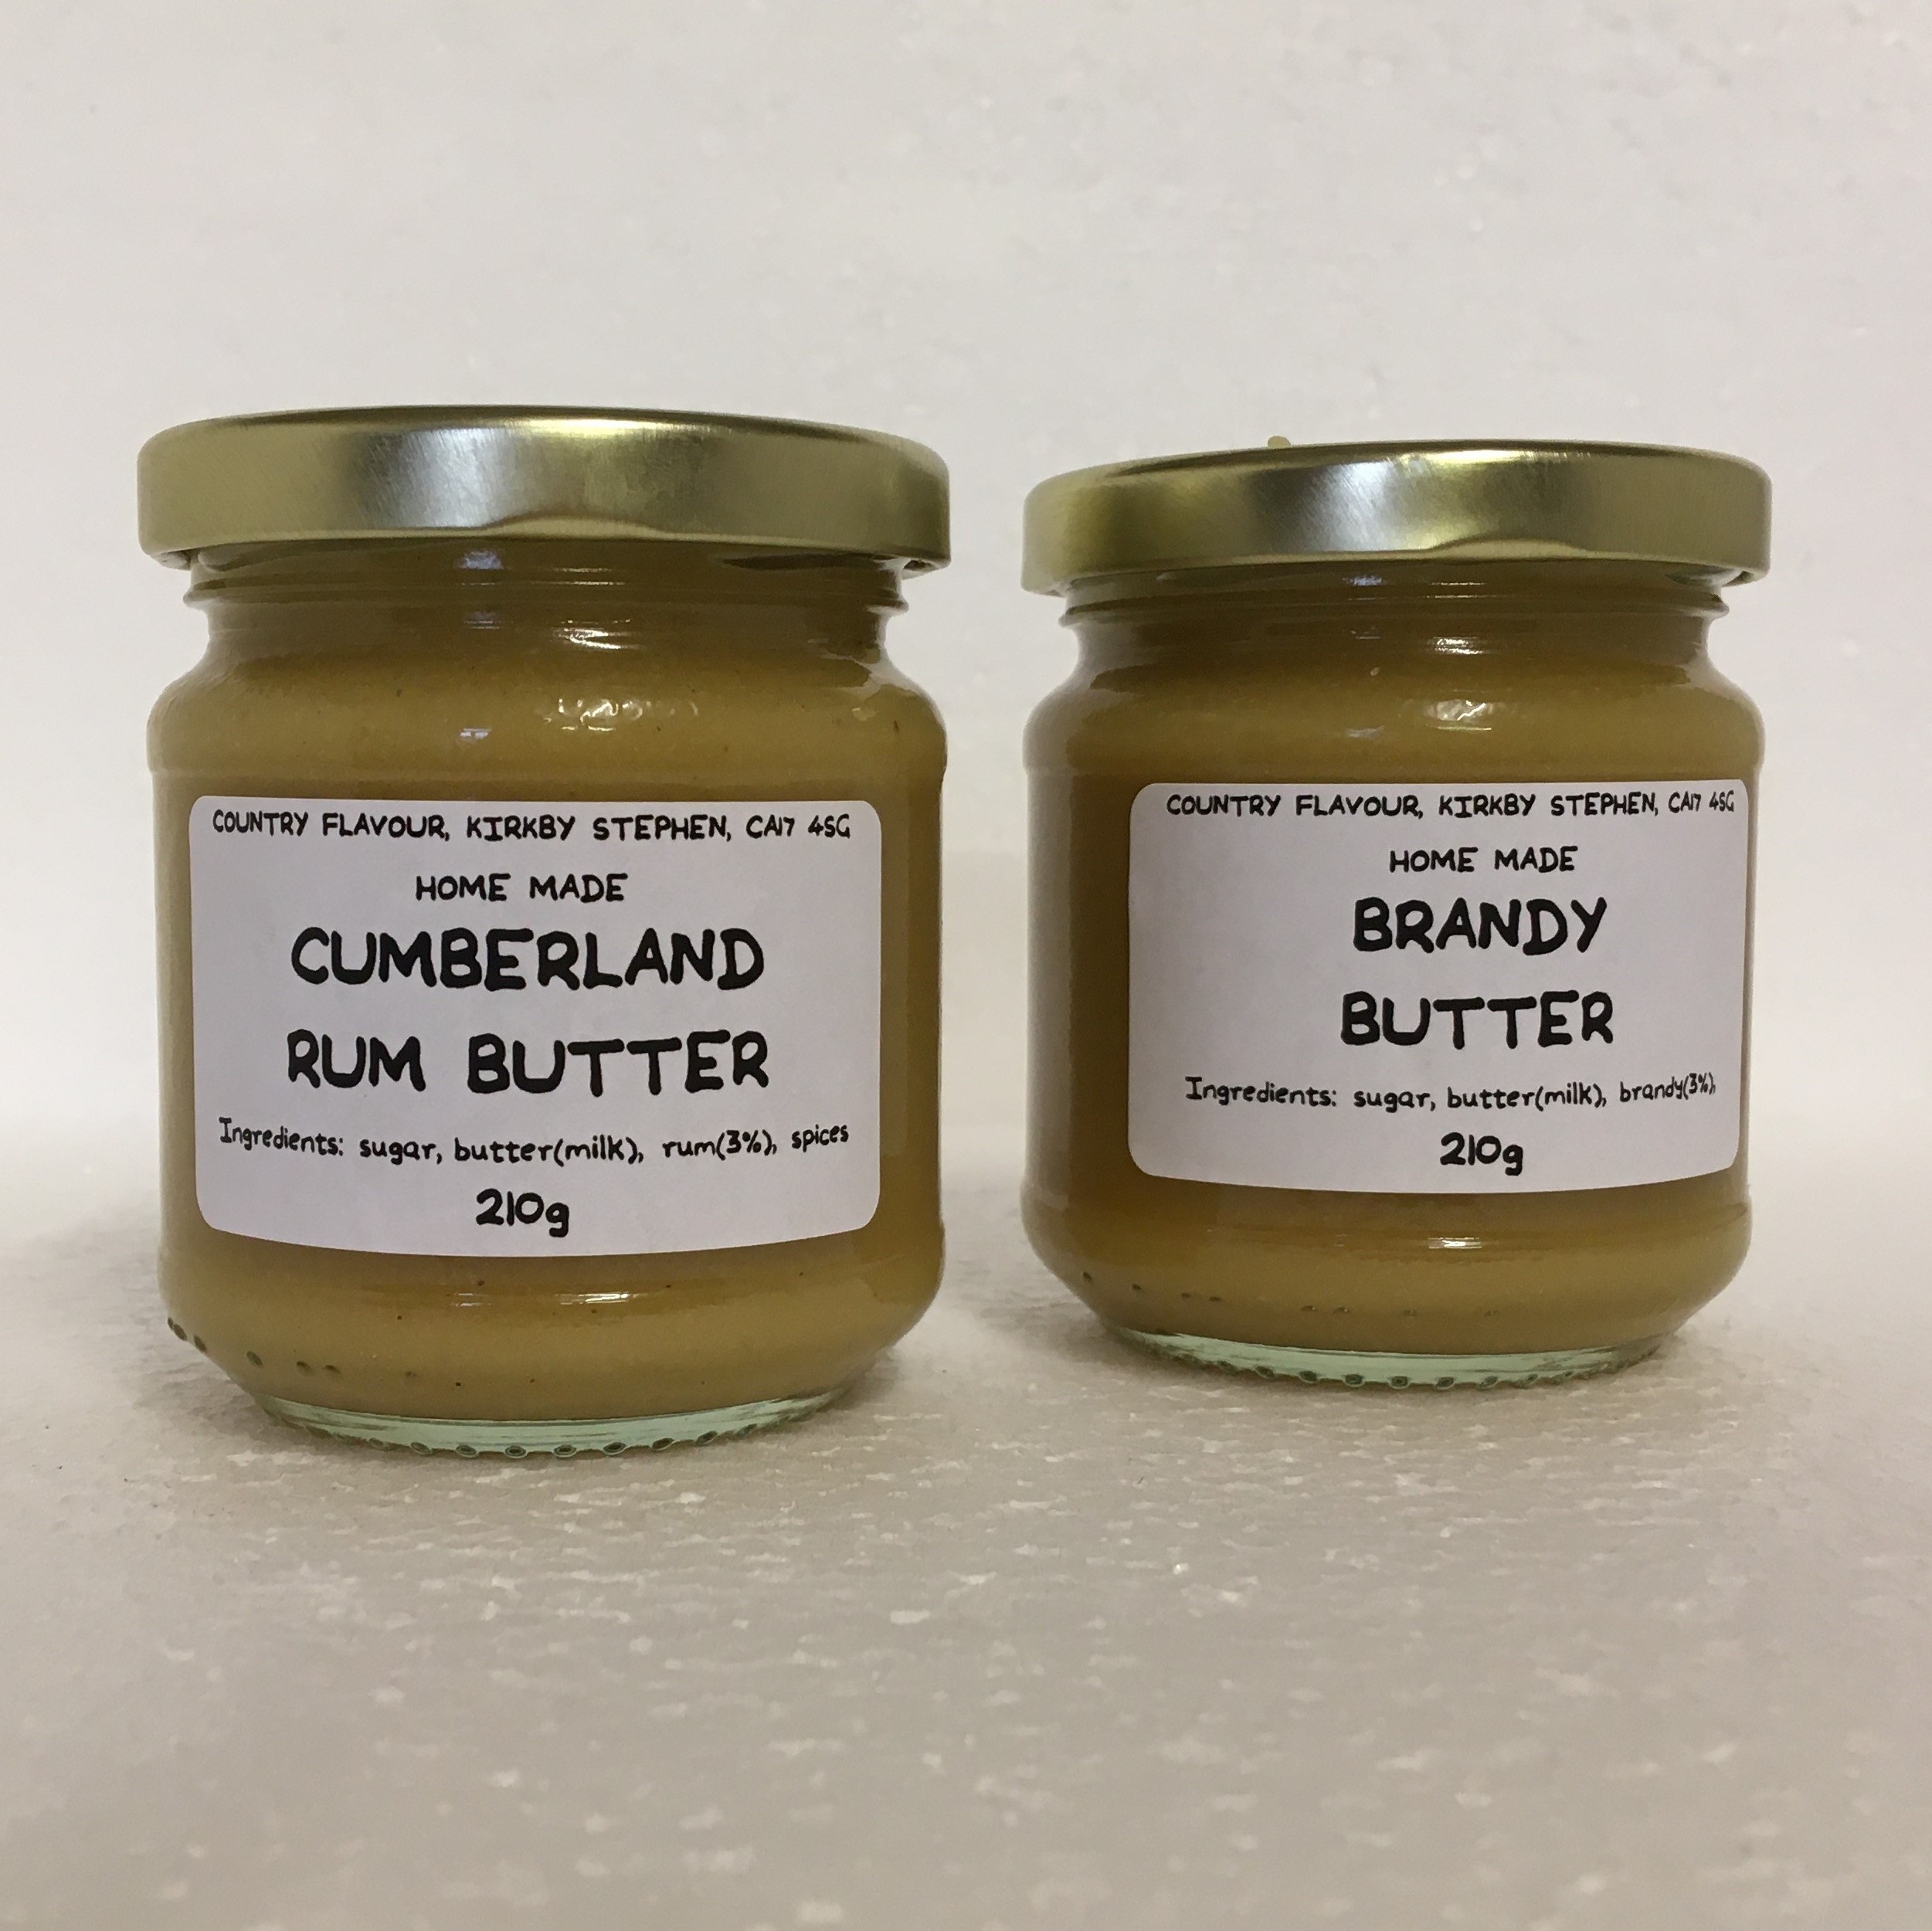 COUNTRY FLAVOUR, KIRKBY STEPHEN, CA17 4SG
HOME MADE
CUMBERLAND
RUM BUTTER
Ingredients: sugar, butter(milk), rum(3%), spices
210g
COUNTRY FLAVOUR, KIRKBY STEPHEN, CA17 4SG
HOME MADE
BRANDY
BUTTER
Ingredients: sugar, butter(milk), brandy(3%),
210g